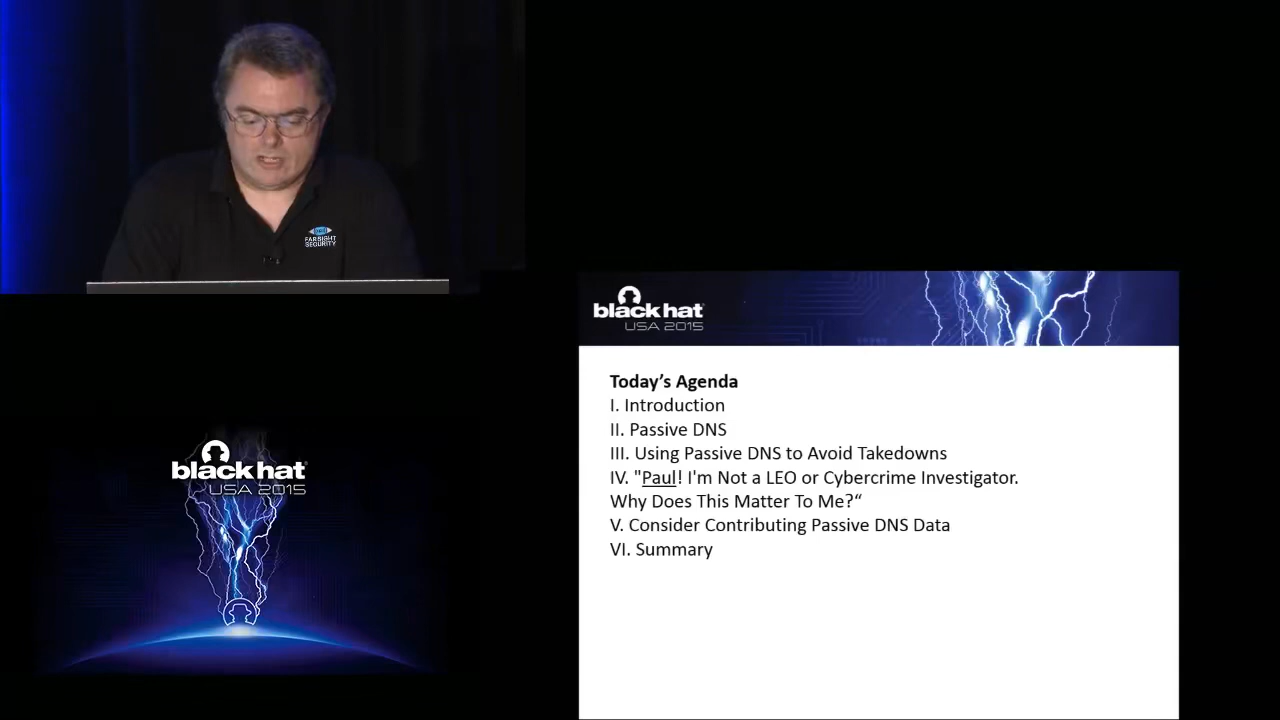 FARSIGHT
SECURITY
black hat
USA 2015
black hat
USA 2015
Today's Agenda
I. Introduction
II. Passive DNS
III. Using Passive DNS to Avoid Takedowns
IV. "Paul! I'm Not a LEO or Cybercrime Investigator.
Why Does This Matter To Me?“
V. Consider Contributing Passive DNS Data
VI. Summary